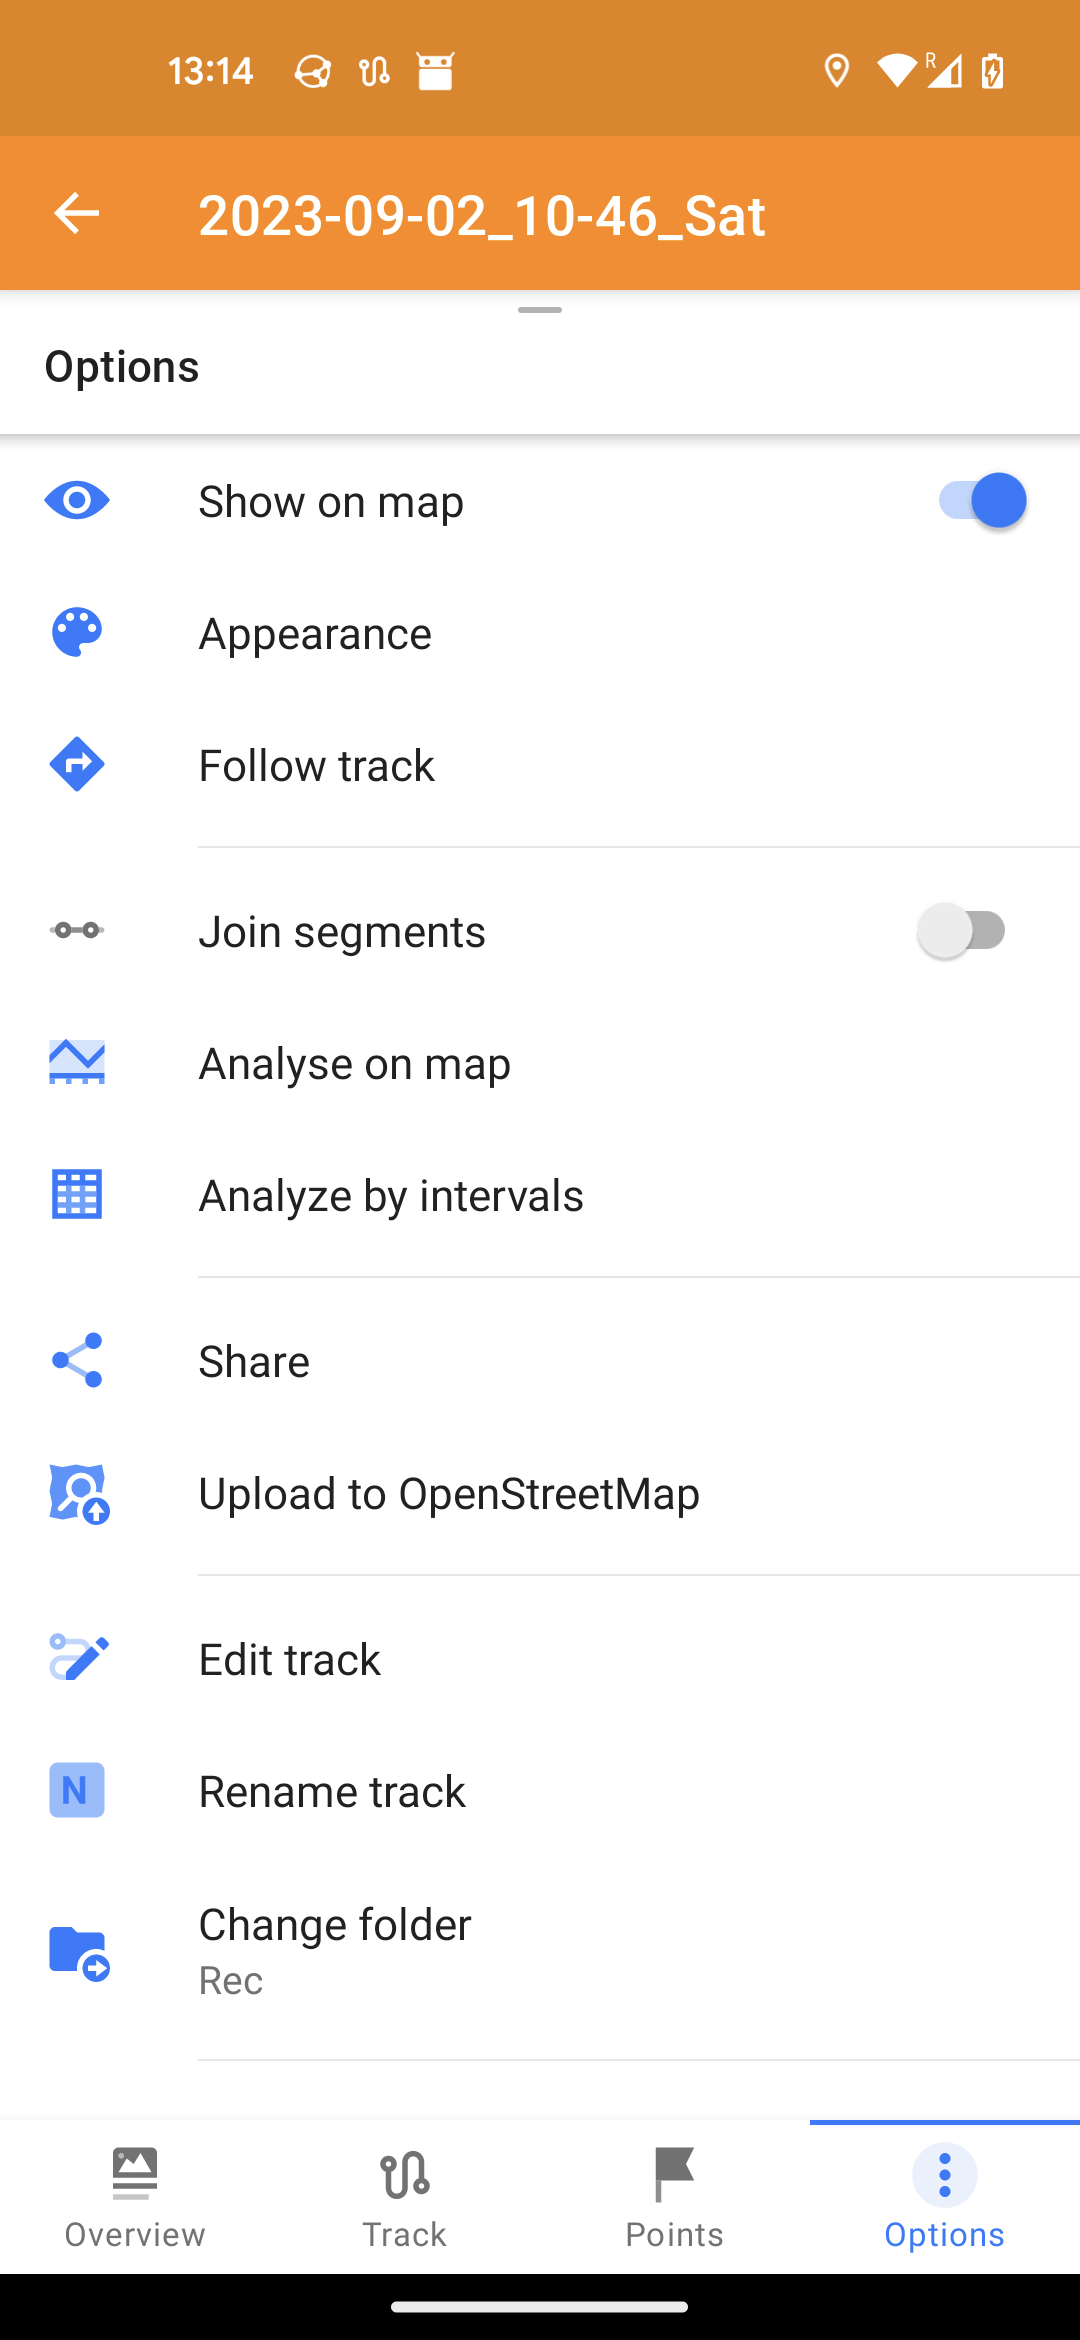 13:14
R
2023-09-02_10-46_Sat
Options
Show on map
Appearance
Follow track
Join segments
Analyse on map
Analyze by intervals
Share
Upload to OpenStreetMap
Edit track
N
Rename track
Change folder
Rec
Overview
Track
Points
Options